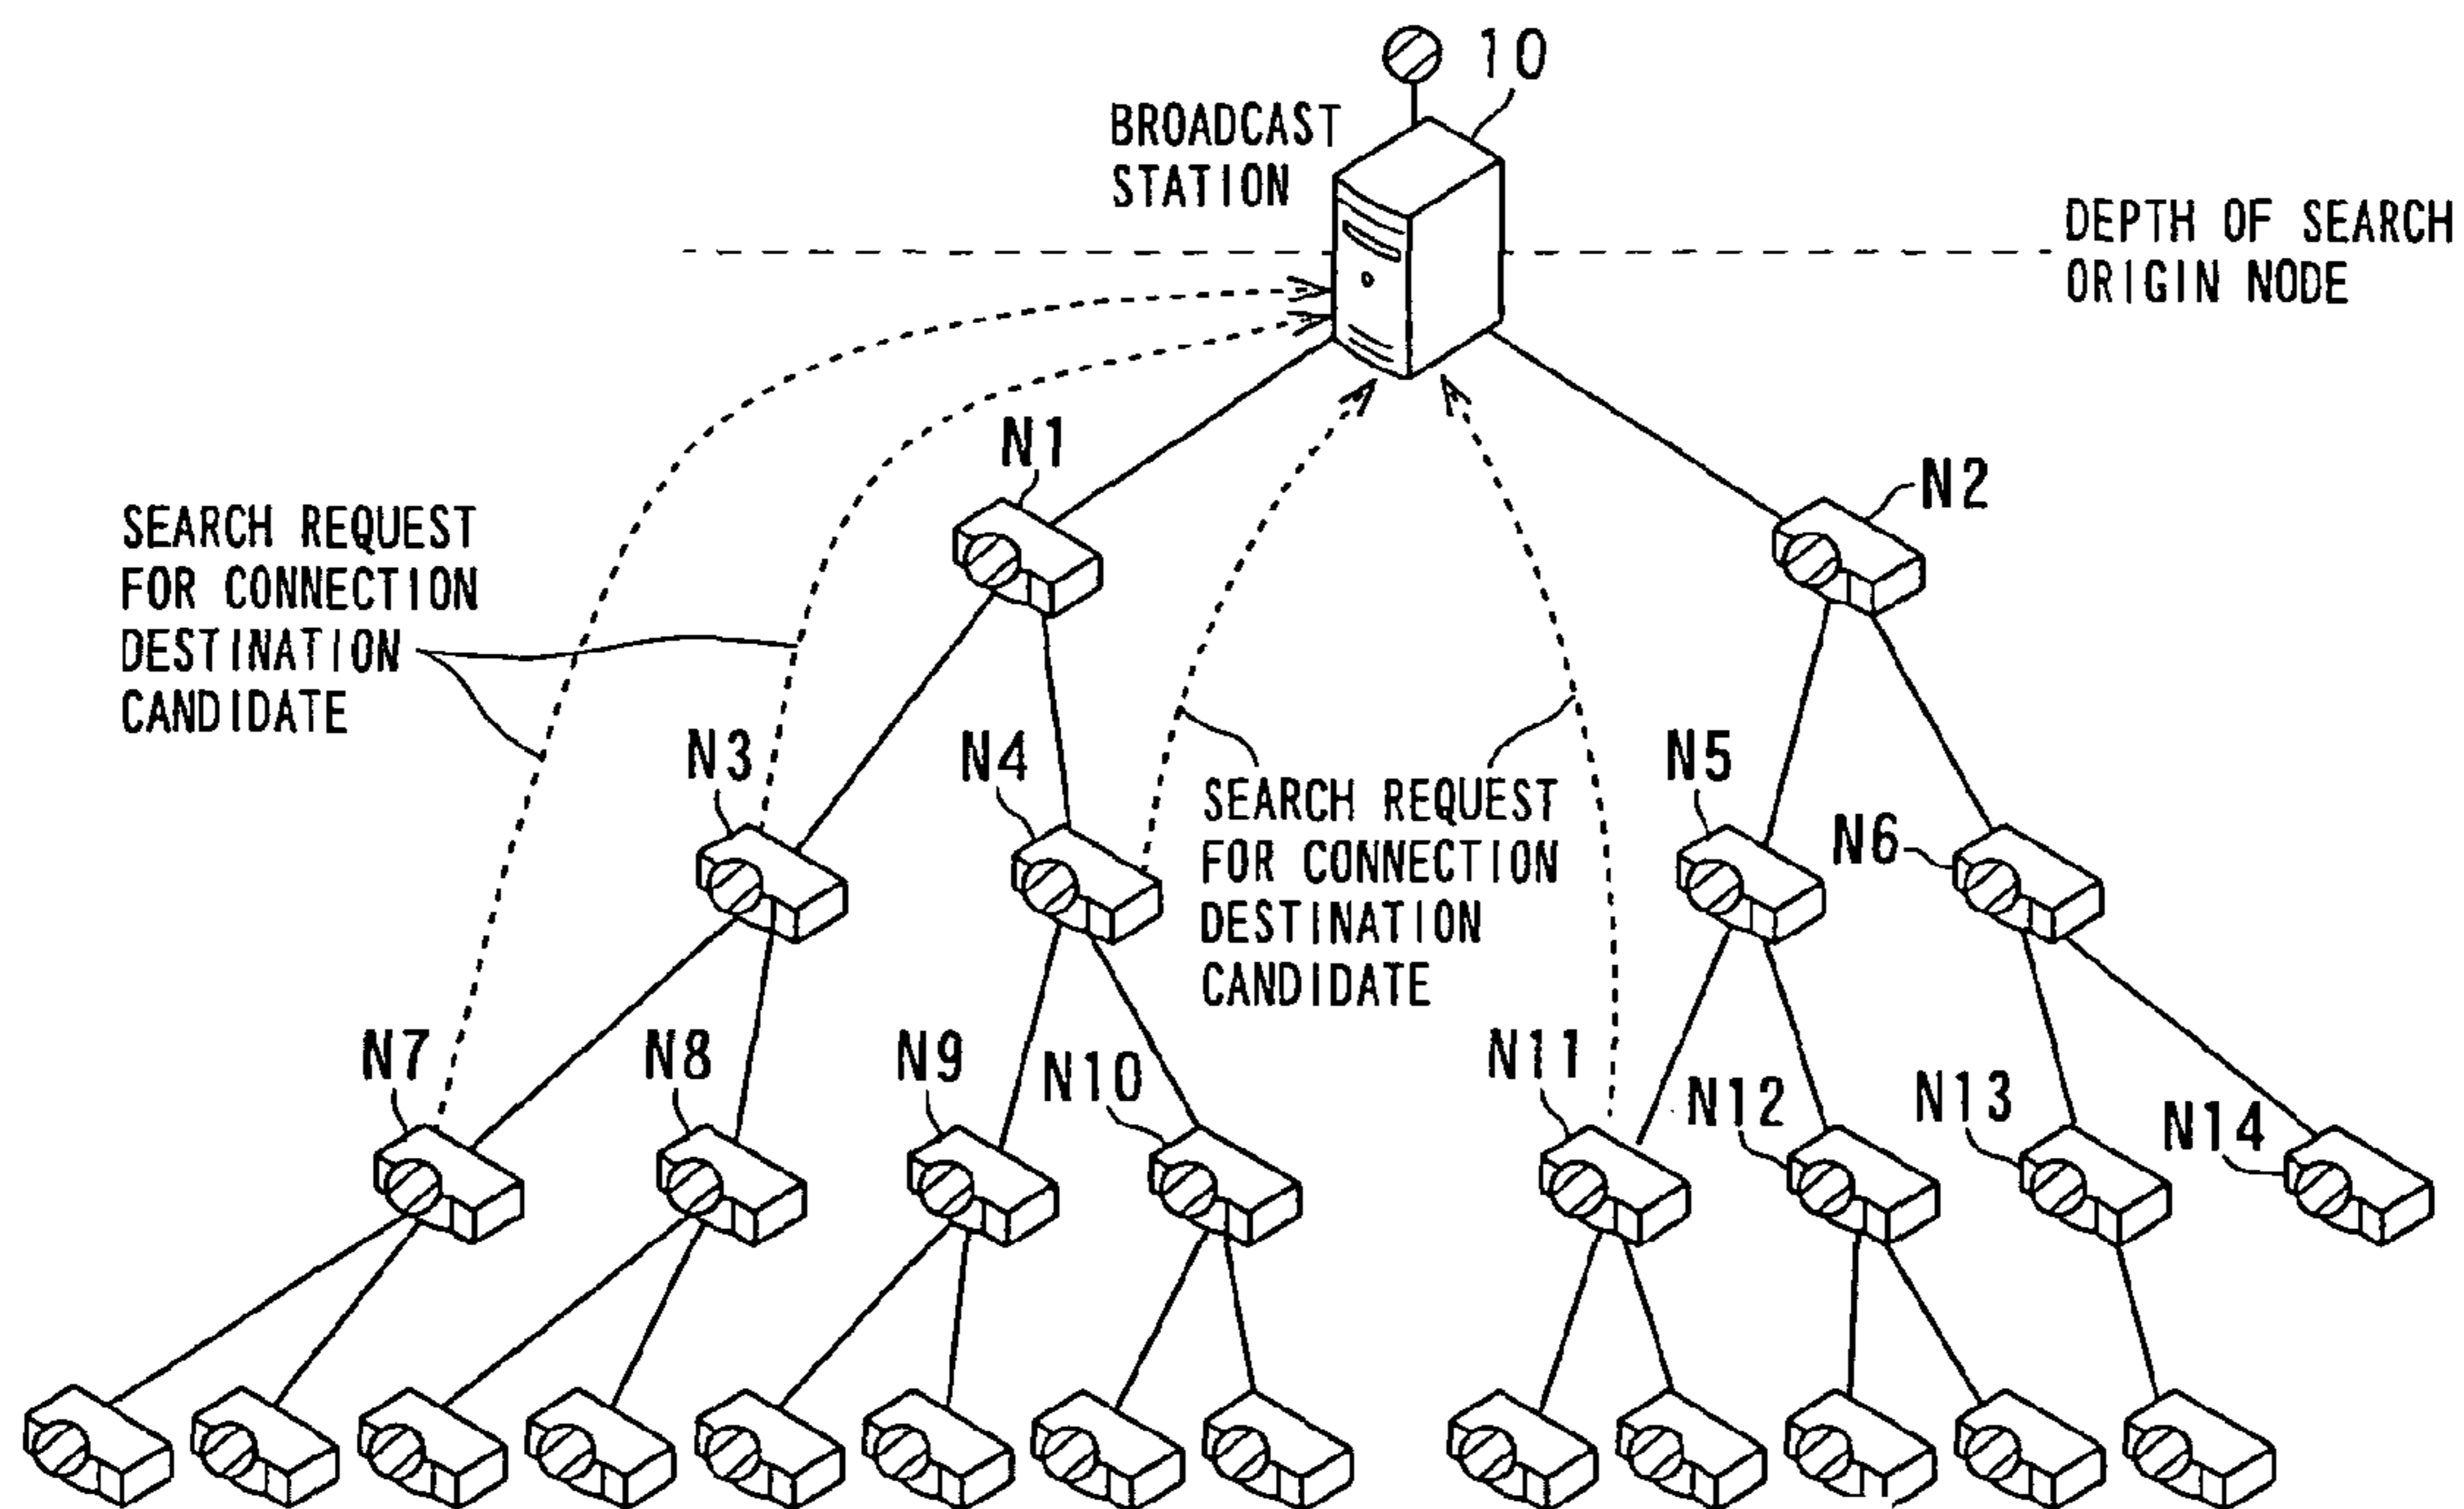 10
BROADCAST
STATION
DEPTH OF SEARCH
ORIGIN NODE
N1
N2
SEARCH REQUEST
FOR CONNECTION
DESTINATION
CANDIDATE
N3
N4
N5
N6
SEARCH REQUEST
FOR CONNECTION
DESTINATION
CANDIDATE
N7
N8
N9
N10
N11
N12
N13
N14